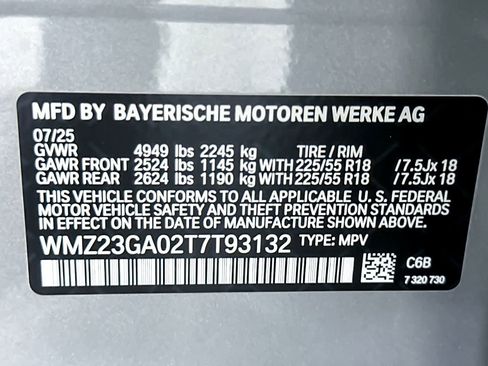 MFD BY BAYERISCHE MOTOREN WERKE AG
07/25
GVWR 4949 lbs 2245 kg TIRE / RIM
GAWR FRONT 2524 lbs 1145 kg WITH 225/55 R18 /7.5Jx 18
GAWR REAR 2624 lbs 1190 kg WITH 225/55 R18 /7.5Jx 18
THIS VEHICLE CONFORMS TO ALL APPLICABLE U. S. FEDERAL
MOTOR VEHICLE SAFETY AND THEFT PREVENTION STANDARDS
IN EFFECT ON THE DATE OF MANUFACTURE SHOWN ABOVE.
WMZ23GA02T7T93132 TYPE: MPV
C6B
7 320 730